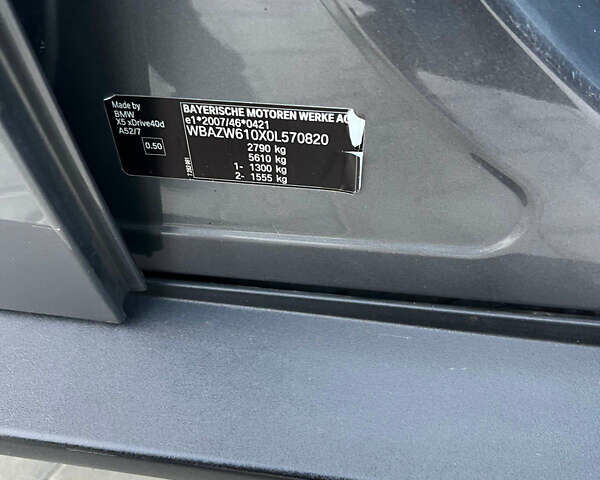 Made by
BMW
X5 xDrive40d
A52/7
0.50
BAYERISCHE MOTOREN WERKE AG
e1*2007/46*0421
WBAZW610X0L570820
2790 kg
5610 kg
1- 1300 kg
2- 1555 kg